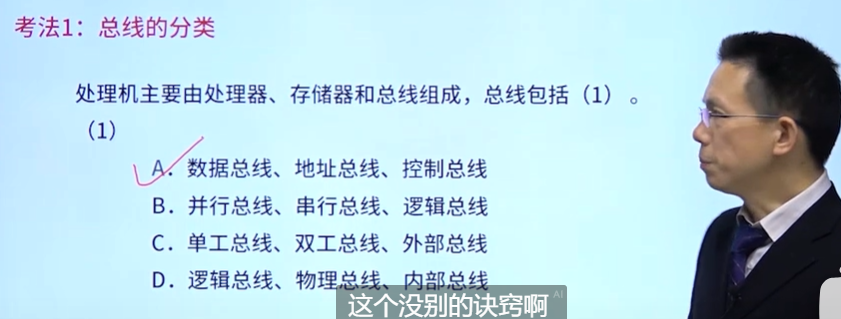 考法1：总线的分类
处理机主要由处理器、存储器和总线组成，总线包括（1） 。
（1）
A. 数据总线、地址总线、控制总线
B. 并行总线、串行总线、逻辑总线
C. 单工总线、双工总线、外部总线
D. 逻辑总线、物理总线、内部总线
这个没别的诀窍啊
AI